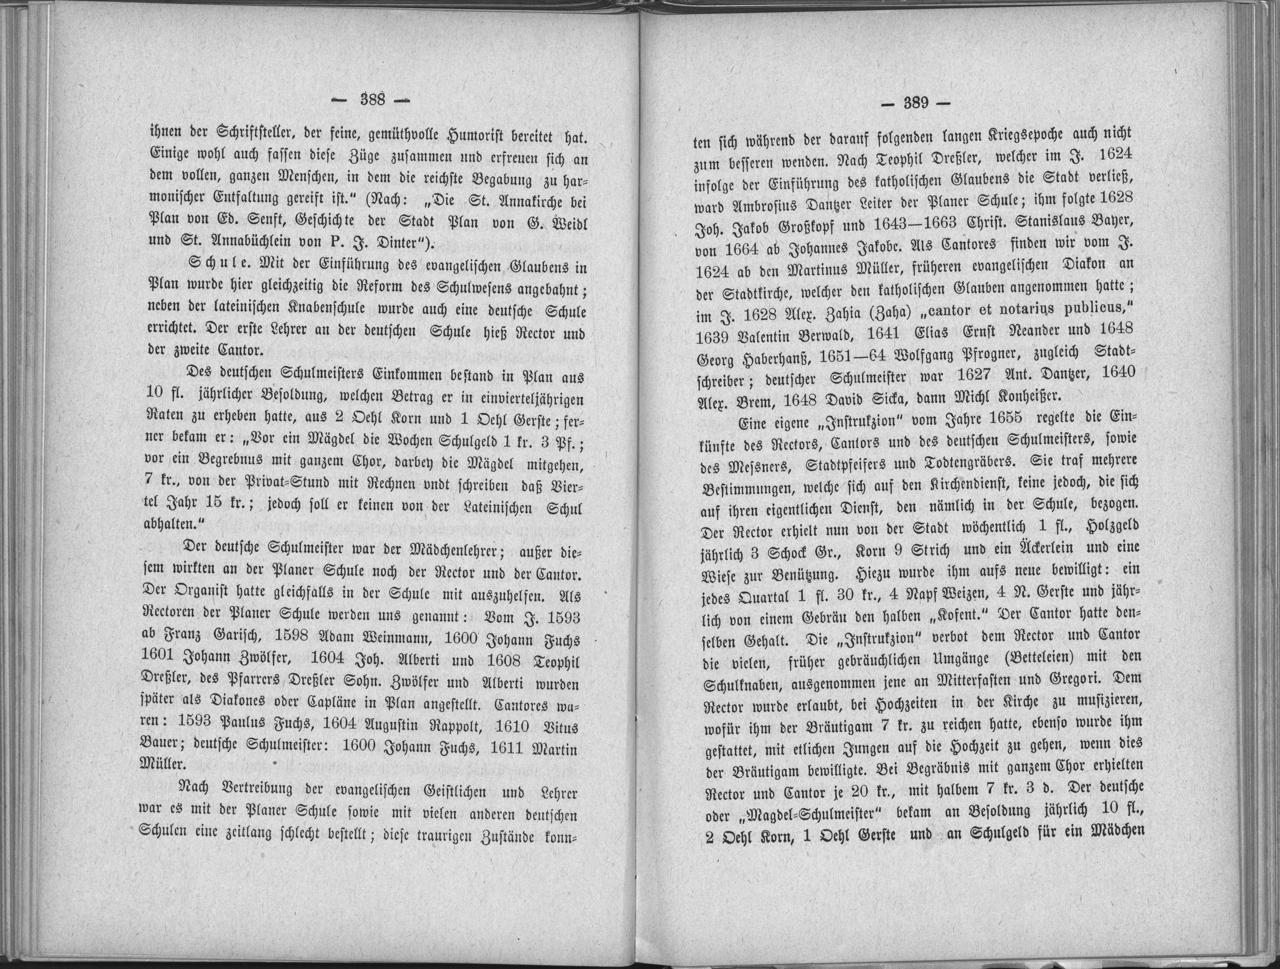 — 388 —
ihnen der Schriftsteller, der feine, gemüthvolle Humorist bereitet hat.
Einige wohl auch fassen diese Züge zusammen und erfreuen sich an
dem vollen, ganzen Menschen, in dem die reichste Begabung zu har-
monischer Entfaltung gereift ist.“ (Nach: „Die St. Annakirche bei
Plan von Ed. Senft, Geschichte der Stadt Plan von G. Weidl
und St. Annabüchlein von P. J. Dinter“).
Schule. Mit der Einführung des evangelischen Glaubens in
Plan wurde hier gleichzeitig die Reform des Schulwesens angebahnt;
neben der lateinischen Knabenschule wurde auch eine deutsche Schule
errichtet. Der erste Lehrer an der deutschen Schule hieß Rector und
der zweite Cantor.
Des deutschen Schulmeisters Einkommen bestand in Plan aus
10 fl. jährlicher Besoldung, welchen Betrag er in einvierteljährigen
Raten zu erheben hatte, aus 2 Oehl Korn und 1 Oehl Gerste; fer-
ner bekam er: „Vor ein Mägdel die Wochen Schulgeld 1 kr. 3 Pf.;
vor ein Begrebnus mit ganzem Chor, darbey die Mägdel mitgehen,
7 kr., von der Privat-Stund mit Rechnen vndt schreiben daß Vier-
tel Jahr 15 kr.; jedoch soll er keinen von der Lateinischen Schul
abhalten.“
Der deutsche Schulmeister war der Mädchenlehrer; außer die-
sem wirkten an der Planer Schule noch der Rector und der Cantor.
Der Organist hatte gleichfalls in der Schule mit auszuhelfen. Als
Rectoren der Planer Schule werden uns genannt: Vom J. 1593
ab Franz Garisch, 1598 Adam Weinmann, 1600 Johann Fuchs
1601 Johann Zwölfer, 1604 Joh. Alberti und 1608 Teophil
Dreßler, des Pfarrers Dreßler Sohn. Zwölfer und Alberti wurden
später als Diakones oder Capläne in Plan angestellt. Cantores wa-
ren: 1593 Paulus Fuchs, 1604 Augustin Rappolt, 1610 Vitus
Bauer; deutsche Schulmeister: 1600 Johann Fuchs, 1611 Martin
Müller.
Nach Vertreibung der evangelischen Geistlichen und Lehrer
war es mit der Planer Schule sowie mit vielen anderen deutschen
Schulen eine zeitlang schlecht bestellt; diese traurigen Zustände konn-
— 389 —
ten sich während der darauf folgenden langen Kriegsepoche auch nicht
zum besseren wenden. Nach Teophil Dreßler, welcher im J. 1624
infolge der Einführung des katholischen Glaubens die Stadt verließ,
ward Ambrosius Dantzer Leiter der Planer Schule; ihm folgte 1628
Joh. Jakob Großkopf und 1643—1663 Christ. Stanislaus Bayer,
von 1664 ab Johannes Jakobe. Als Cantores finden wir vom J.
1624 ab den Martinus Müller, früheren evangelischen Diakon an
der Stadtkirche, welcher den katholischen Glauben angenommen hatte;
im J. 1628 Alex. Zahia (Zaha) „cantor et notarius publicus,“
1639 Valentin Berwald, 1641 Elias Ernst Neander und 1648
Georg Haberhanß, 1651—64 Wolfgang Pfrogner, zugleich Stadt-
schreiber; deutscher Schulmeister war 1627 Ant. Dantzer, 1640
Alex. Brem, 1648 David Sicka, dann Michl Konheißer.
Eine eigene „Instrukzion“ vom Jahre 1655 regelte die Ein-
künfte des Rectors, Cantors und des deutschen Schulmeisters, sowie
des Messners, Stadtpfeifers und Todtengräbers. Sie traf mehrere
Bestimmungen, welche sich auf den Kirchendienst, keine jedoch, die sich
auf ihren eigentlichen Dienst, den nämlich in der Schule, bezogen.
Der Rector erhielt nun von der Stadt wöchentlich 1 fl., Holzgeld
jährlich 3 Schock Gr., Korn 9 Strich und ein Äckerlein und eine
Wiese zur Benützung. Hiezu wurde ihm aufs neue bewilligt: ein
jedes Quartal 1 fl. 30 kr., 4 Napf Weizen, 4 N. Gerste und jähr-
lich von einem Gebräu den halben „Kofent.“ Der Cantor hatte den-
selben Gehalt. Die „Instrukzion“ verbot dem Rector und Cantor
die vielen, früher gebräuchlichen Umgänge (Betteleien) mit den
Schulknaben, ausgenommen jene an Mitterfasten und Gregori. Dem
Rector wurde erlaubt, bei Hochzeiten in der Kirche zu musizieren,
wofür ihm der Bräutigam 7 kr. zu reichen hatte, ebenso wurde ihm
gestattet, mit etlichen Jungen auf die Hochzeit zu gehen, wenn dies
der Bräutigam bewilligte. Bei Begräbnis mit ganzem Chor erhielten
Rector und Cantor je 20 kr., mit halbem 7 kr. 3 d. Der deutsche
oder „Magdel-Schulmeister“ bekam an Besoldung jährlich 10 fl.,
2 Oehl Korn, 1 Oehl Gerste und an Schulgeld für ein Mädchen